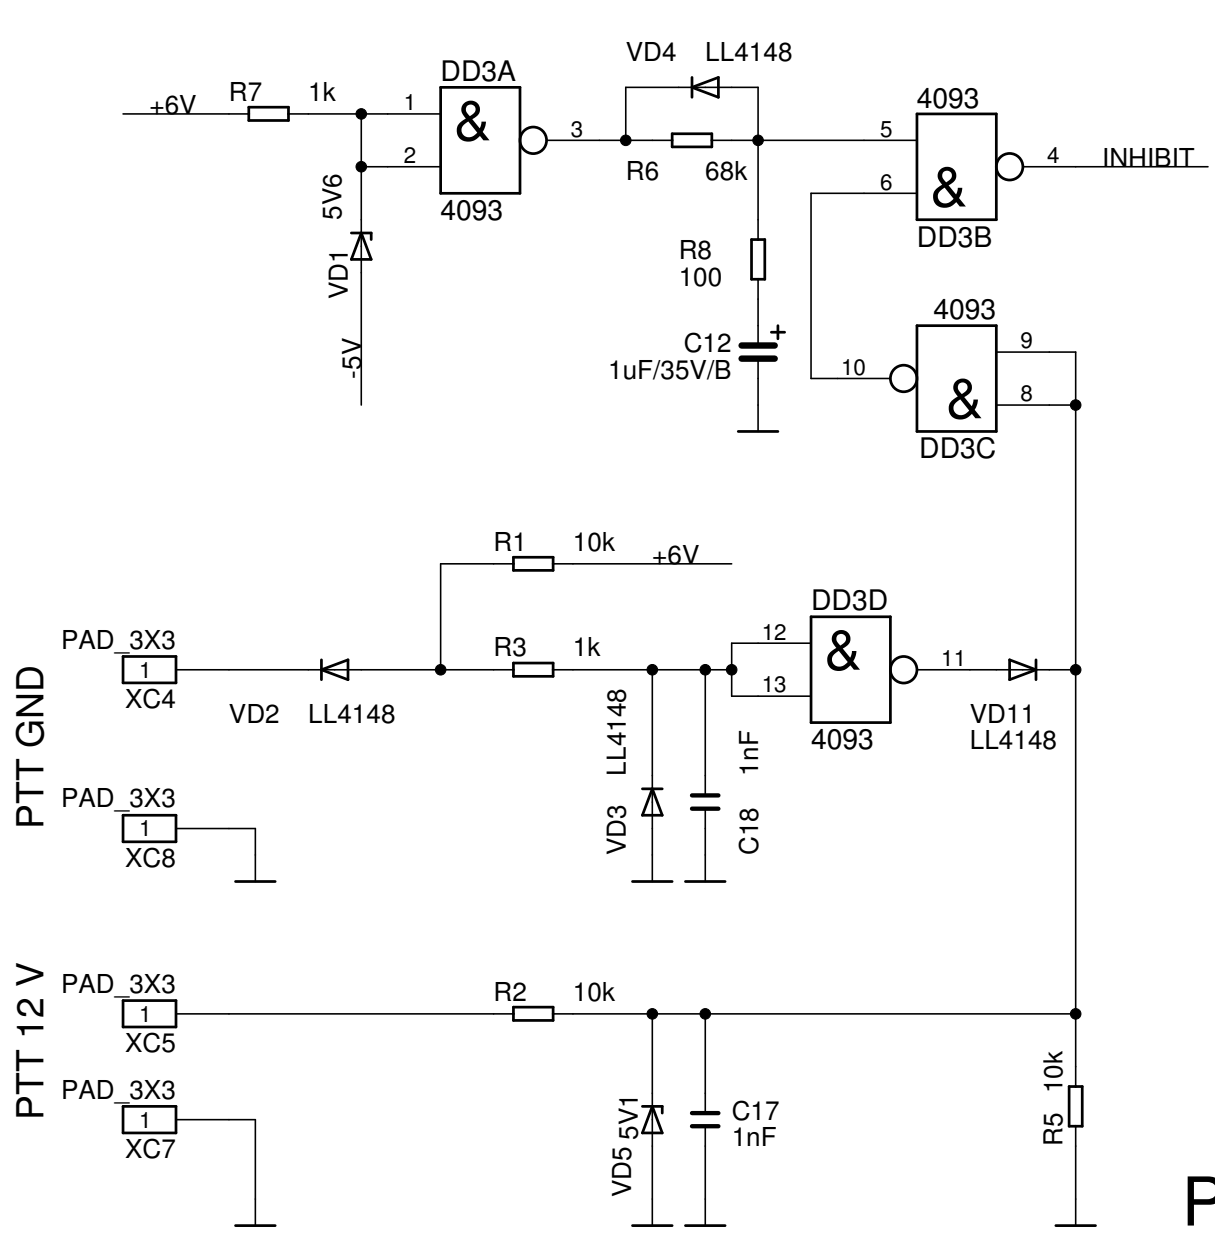 VD4 LL4148
DD3A
4093
+6V R7 1k
1
&
2
3
4093
R6 68k
5
6
&
4
INHIBIT
DD3B
5V6
VD1
-5V
R8
100
C12
+
1uF/35V/B
4093
9
10
&
8
DD3C
R1 10k +6V
DD3D
PTT GND
PAD_3X3
1
XC4
VD2 LL4148
R3 1k
12
&
13
11
4093
VD11
LL4148
LL4148
VD3
1nF
C18
PAD_3X3
1
XC8
PTT 12 V
PAD_3X3
1
XC5
R2 10k
PAD_3X3
1
XC7
5V1
VD5
C17
1nF
10k
R5
P